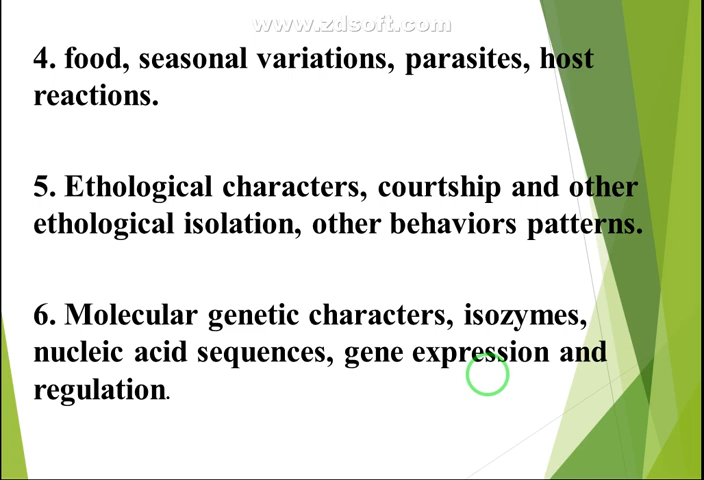 www.zdsoft.com
4. food, seasonal variations, parasites, host
reactions.
5. Ethological characters, courtship and other
ethological isolation, other behaviors patterns.
6. Molecular genetic characters, isozymes,
nucleic acid sequences, gene expression and
regulation.